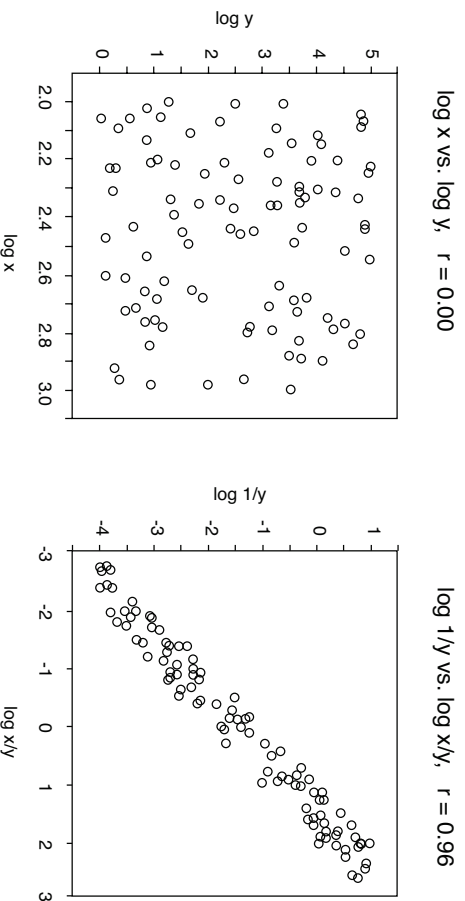 log x vs. log y, r = 0.00
log y
0 1 2 3 4 5
2.0 2.2 2.4 2.6 2.8 3.0
log x
log 1/y vs. log x/y, r = 0.96
log 1/y
-4 -3 -2 -1 0 1
-3 -2 -1 0 1 2 3
log x/y